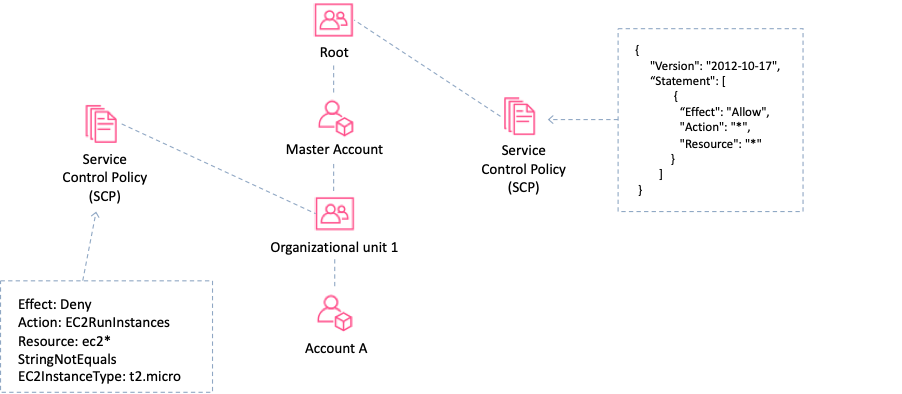 Root
Master Account
Organizational unit 1
Account A
Service
Control Policy
(SCP)
Effect: Deny
Action: EC2RunInstances
Resource: ec2*
StringNotEquals
EC2InstanceType: t2.micro
Service
Control Policy
(SCP)
{
"Version": "2012-10-17",
“Statement": [
{
“Effect": "Allow",
"Action": "*",
"Resource": "*"
}
]
}